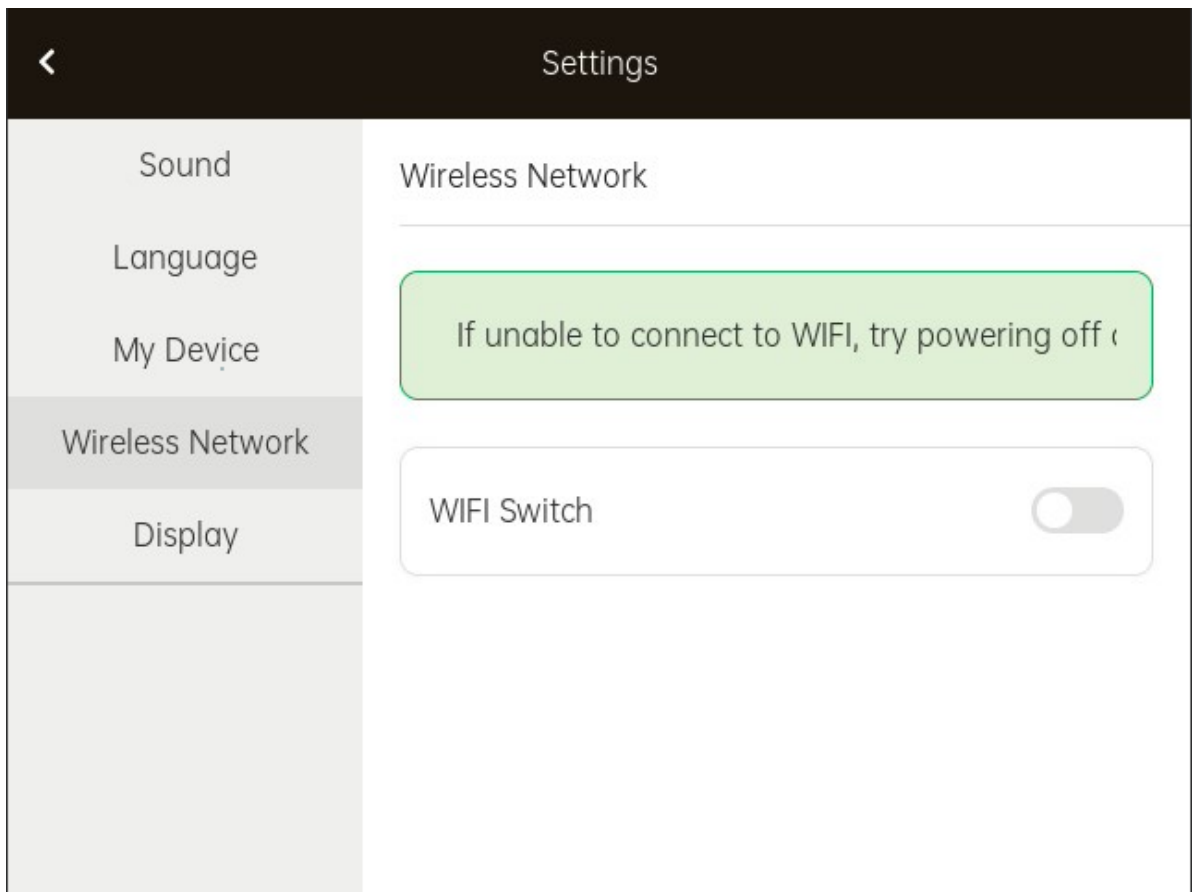 Settings
Sound
Language
My Device
Wireless Network
Display
Wireless Network
If unable to connect to WIFI, try powering off
WIFI Switch